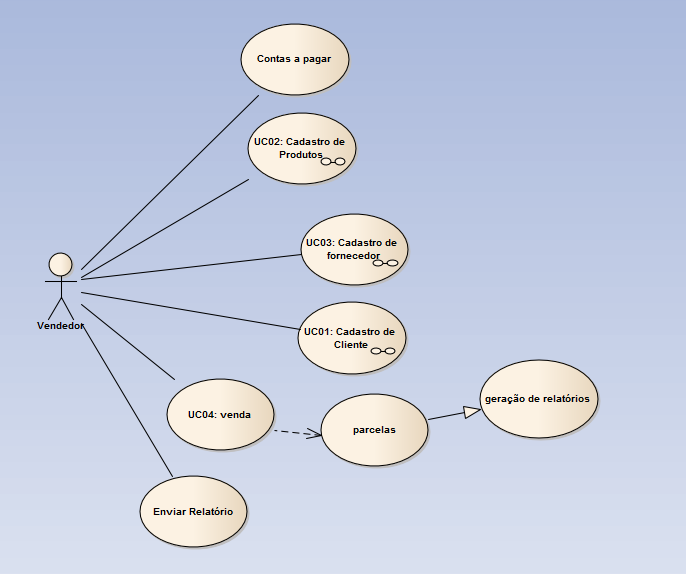 Contas a pagar
UC02: Cadastro de
Produtos
UC03: Cadastro de
fornecedor
Vendedor
UC01: Cadastro de
Cliente
geração de relatórios
UC04: venda
parcelas
Enviar Relatório